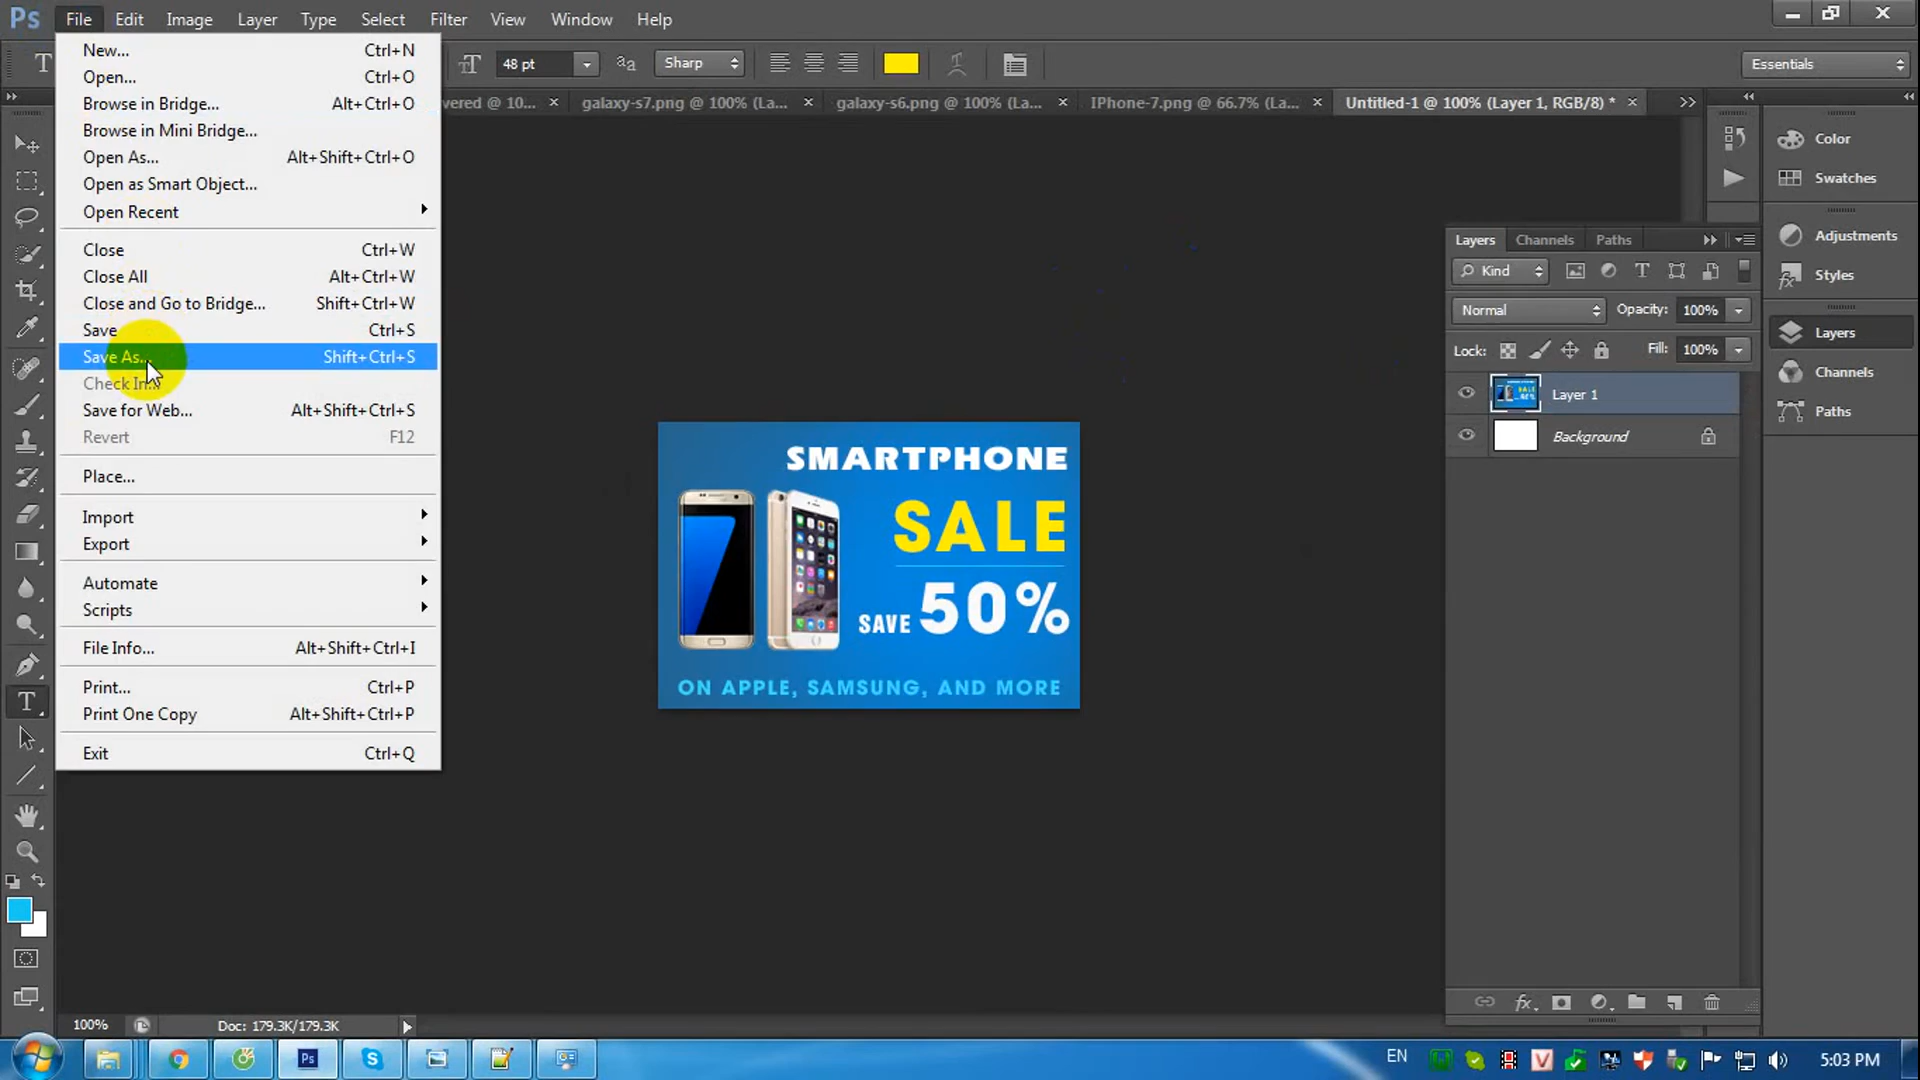 Ps File Edit Image Layer Type Select Filter View Window Help
T 48 pt aa Sharp Essentials
vered @ 10... galaxy-s7.png @ 100% (La... galaxy-s6.png @ 100% (La... IPhone-7.png @ 66.7% (La... Untitled-1 @ 100% (Layer 1, RGB/8) *
New... Ctrl+N
Open... Ctrl+O
Browse in Bridge... Alt+Ctrl+O
Browse in Mini Bridge...
Open As... Alt+Shift+Ctrl+O
Open as Smart Object...
Open Recent
Close Ctrl+W
Close All Alt+Ctrl+W
Close and Go to Bridge... Shift+Ctrl+W
Save Ctrl+S
Save As... Shift+Ctrl+S
Check In...
Save for Web... Alt+Shift+Ctrl+S
Revert F12
Place...
Import
Export
Automate
Scripts
File Info... Alt+Shift+Ctrl+I
Print... Ctrl+P
Print One Copy Alt+Shift+Ctrl+P
Exit Ctrl+Q
SMARTPHONE
SALE
SAVE 50%
ON APPLE, SAMSUNG, AND MORE
Layers Channels Paths
Kind
Normal Opacity: 100%
Lock: Fill: 100%
Layer 1
Background
fx
Color
Swatches
Adjustments
Styles
Layers
Channels
Paths
100% Doc: 179.3K/179.3K
Ps EN 5:03 PM